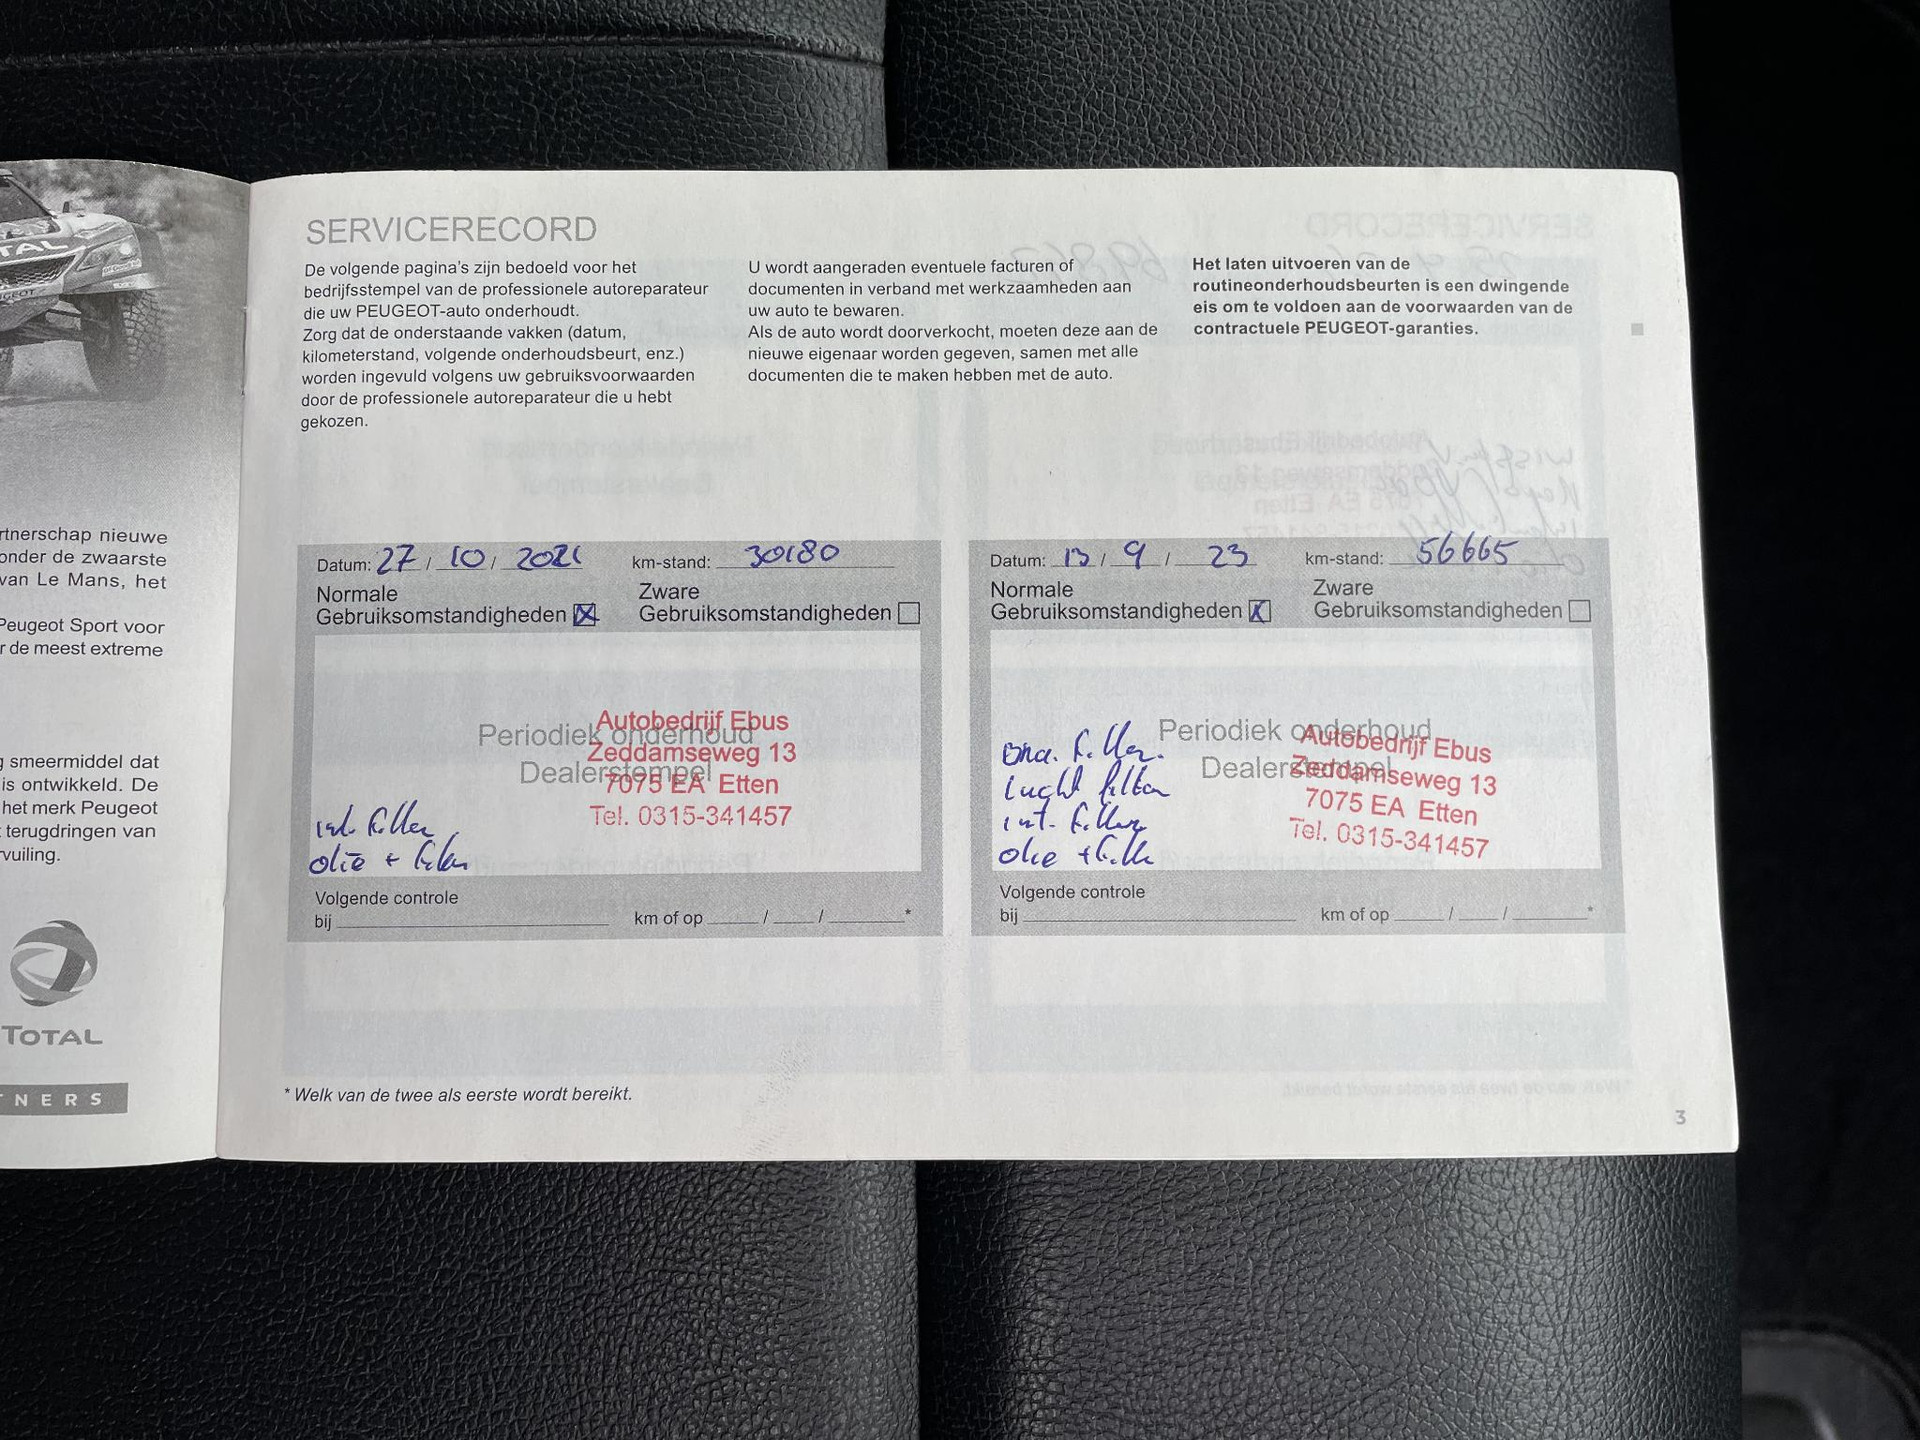 TAL
rtnerschap nieuwe
onder de zwaarste
van Le Mans, het
Peugeot Sport voor
r de meest extreme
g smeermiddel dat
is ontwikkeld. De
het merk Peugeot
terugdringen van
rvuiling.
TOTAL
NERS
SERVICERECORD
De volgende pagina's zijn bedoeld voor het
bedrijfsstempel van de professionele autoreparateur
die uw PEUGEOT-auto onderhoudt.
Zorg dat de onderstaande vakken (datum,
kilometerstand, volgende onderhoudsbeurt, enz.)
worden ingevuld volgens uw gebruiksvoorwaarden
door de professionele autoreparateur die u hebt
gekozen.
U wordt aangeraden eventuele facturen of
documenten in verband met werkzaamheden aan
uw auto te bewaren.
Als de auto wordt doorverkocht, moeten deze aan de
nieuwe eigenaar worden gegeven, samen met alle
documenten die te maken hebben met de auto.
Het laten uitvoeren van de
routineonderhoudsbeurten is een dwingende
eis om te voldoen aan de voorwaarden van de
contractuele PEUGEOT-garanties.
Datum: 27 / 10 / 2021 km-stand: 30180
Normale
Gebruiksomstandigheden
Zware
Gebruiksomstandigheden
Periodiek onderhoud
Dealerstempel
Autobedrijf Ebus
Zeddamseweg 13
7075 EA Etten
Tel. 0315-341457
int. filter
olie + filter
Volgende controle
bij km of op / / *
Datum: 13 / 9 / 23 km-stand: 56665
Normale
Gebruiksomstandigheden
Zware
Gebruiksomstandigheden
Periodiek onderhoud
Dealerstempel
Autobedrijf Ebus
Zeddamseweg 13
7075 EA Etten
Tel. 0315-341457
filter.
lucht filter
int. filter
olie + filter
Volgende controle
bij km of op / / *
* Welk van de twee als eerste wordt bereikt.
3